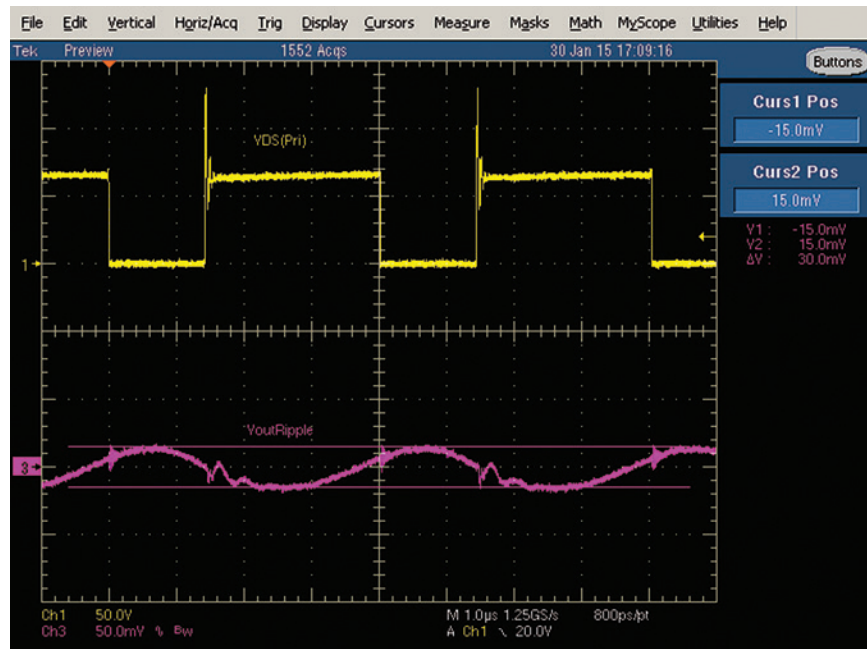 File Edit Vertical Horiz/Acq Trig Display Cursors Measure Masks Math MyScope Utilities Help
Tek Preview 1552 Acqs 30 Jan 15 17:09:16
Buttons
Curs1 Pos
-15.0mV
Curs2 Pos
15.0mV
V1 : -15.0mV
V2 : 15.0mV
ΔV : 30.0mV
VDS(Pri)
1
VoutRipple
3
Ch1 50.0V M 1.0µs 1.25GS/s 800ps/pt
Ch3 50.0mV ∿ Bw A Ch1 \ 20.0V